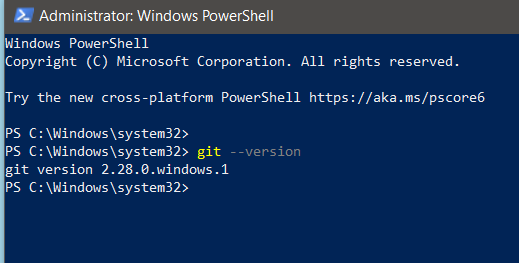 Administrator: Windows PowerShell
Windows PowerShell
Copyright (C) Microsoft Corporation. All rights reserved.
Try the new cross-platform PowerShell https://aka.ms/pscore6
PS C:\Windows\system32>
PS C:\Windows\system32> git --version
git version 2.28.0.windows.1
PS C:\Windows\system32>